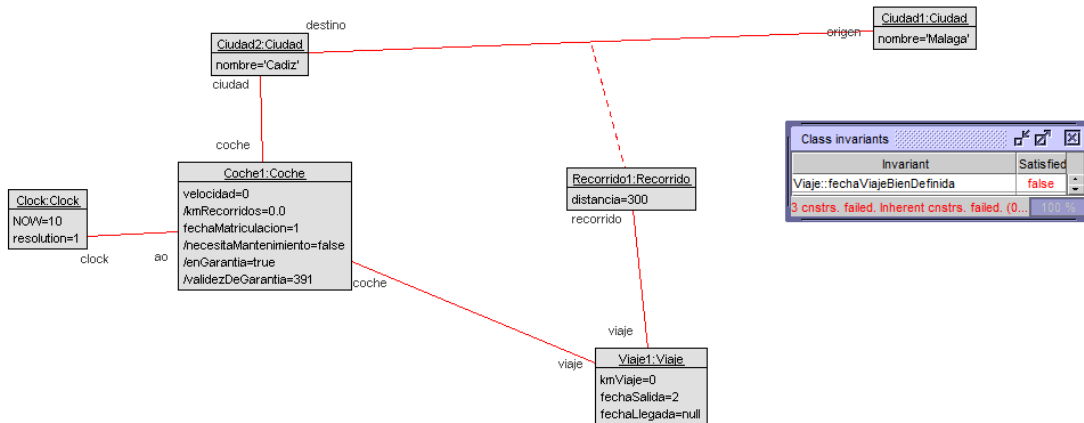 destino
Ciudad2:Ciudad
nombre='Cadiz'
ciudad
origen
Ciudad1:Ciudad
nombre='Malaga'
coche
Coche1:Coche
velocidad=0
/kmRecorridos=0.0
fechaMatriculacion=1
/necesitaMantenimiento=false
/enGarantia=true
/validezDeGarantia=391
Clock:Clock
NOW=10
resolution=1
clock
ao
coche
Recorrido1:Recorrido
distancia=300
recorrido
Class invariants
Invariant Satisfied
Viaje::fechaViajeBienDefinida false
3 cnstrs. failed. Inherent cnstrs. failed. (0... 100 %
viaje
viaje
Viaje1:Viaje
kmViaje=0
fechaSalida=2
fechaLlegada=null